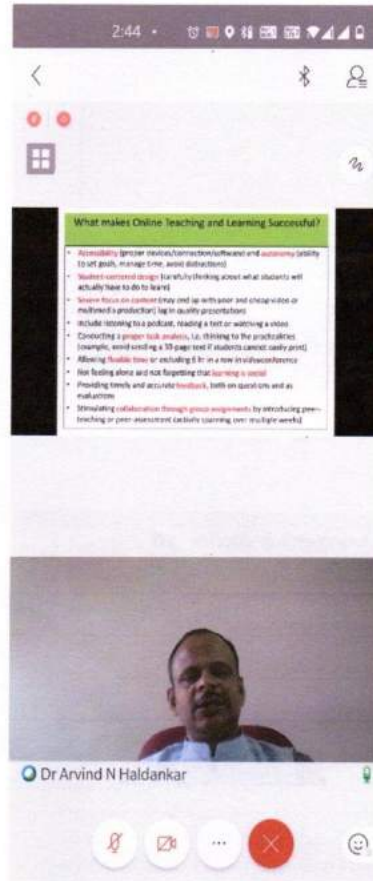 2:44
What makes Online Teaching and Learning Successful?
• Accessibility (proper devices/connection/software) and autonomy (ability
to set goals, manage time, avoid distractions)
• Student-centered design (carefully thinking about what students will
actually have to do to learn)
• Severe focus on content (may end up with poor and cheap video or
multimedia production) lag in quality presentations
• Include listening to a podcast, reading a text or watching a video
• Conducting a proper task analysis, i.e. thinking to the practicalities
(example, avoid sending a 10-page text if students cannot easily print)
• Allowing flexible time or excluding 6 hr in a row in videoconference
• Not feeling alone and not forgetting that learning is social
• Providing timely and accurate feedback, both on questions and as
evaluations
• Stimulating collaboration through group assignments by introducing peer-
teaching or peer-assessment (activity spanning over multiple weeks)
Dr Arvind N Haldankar